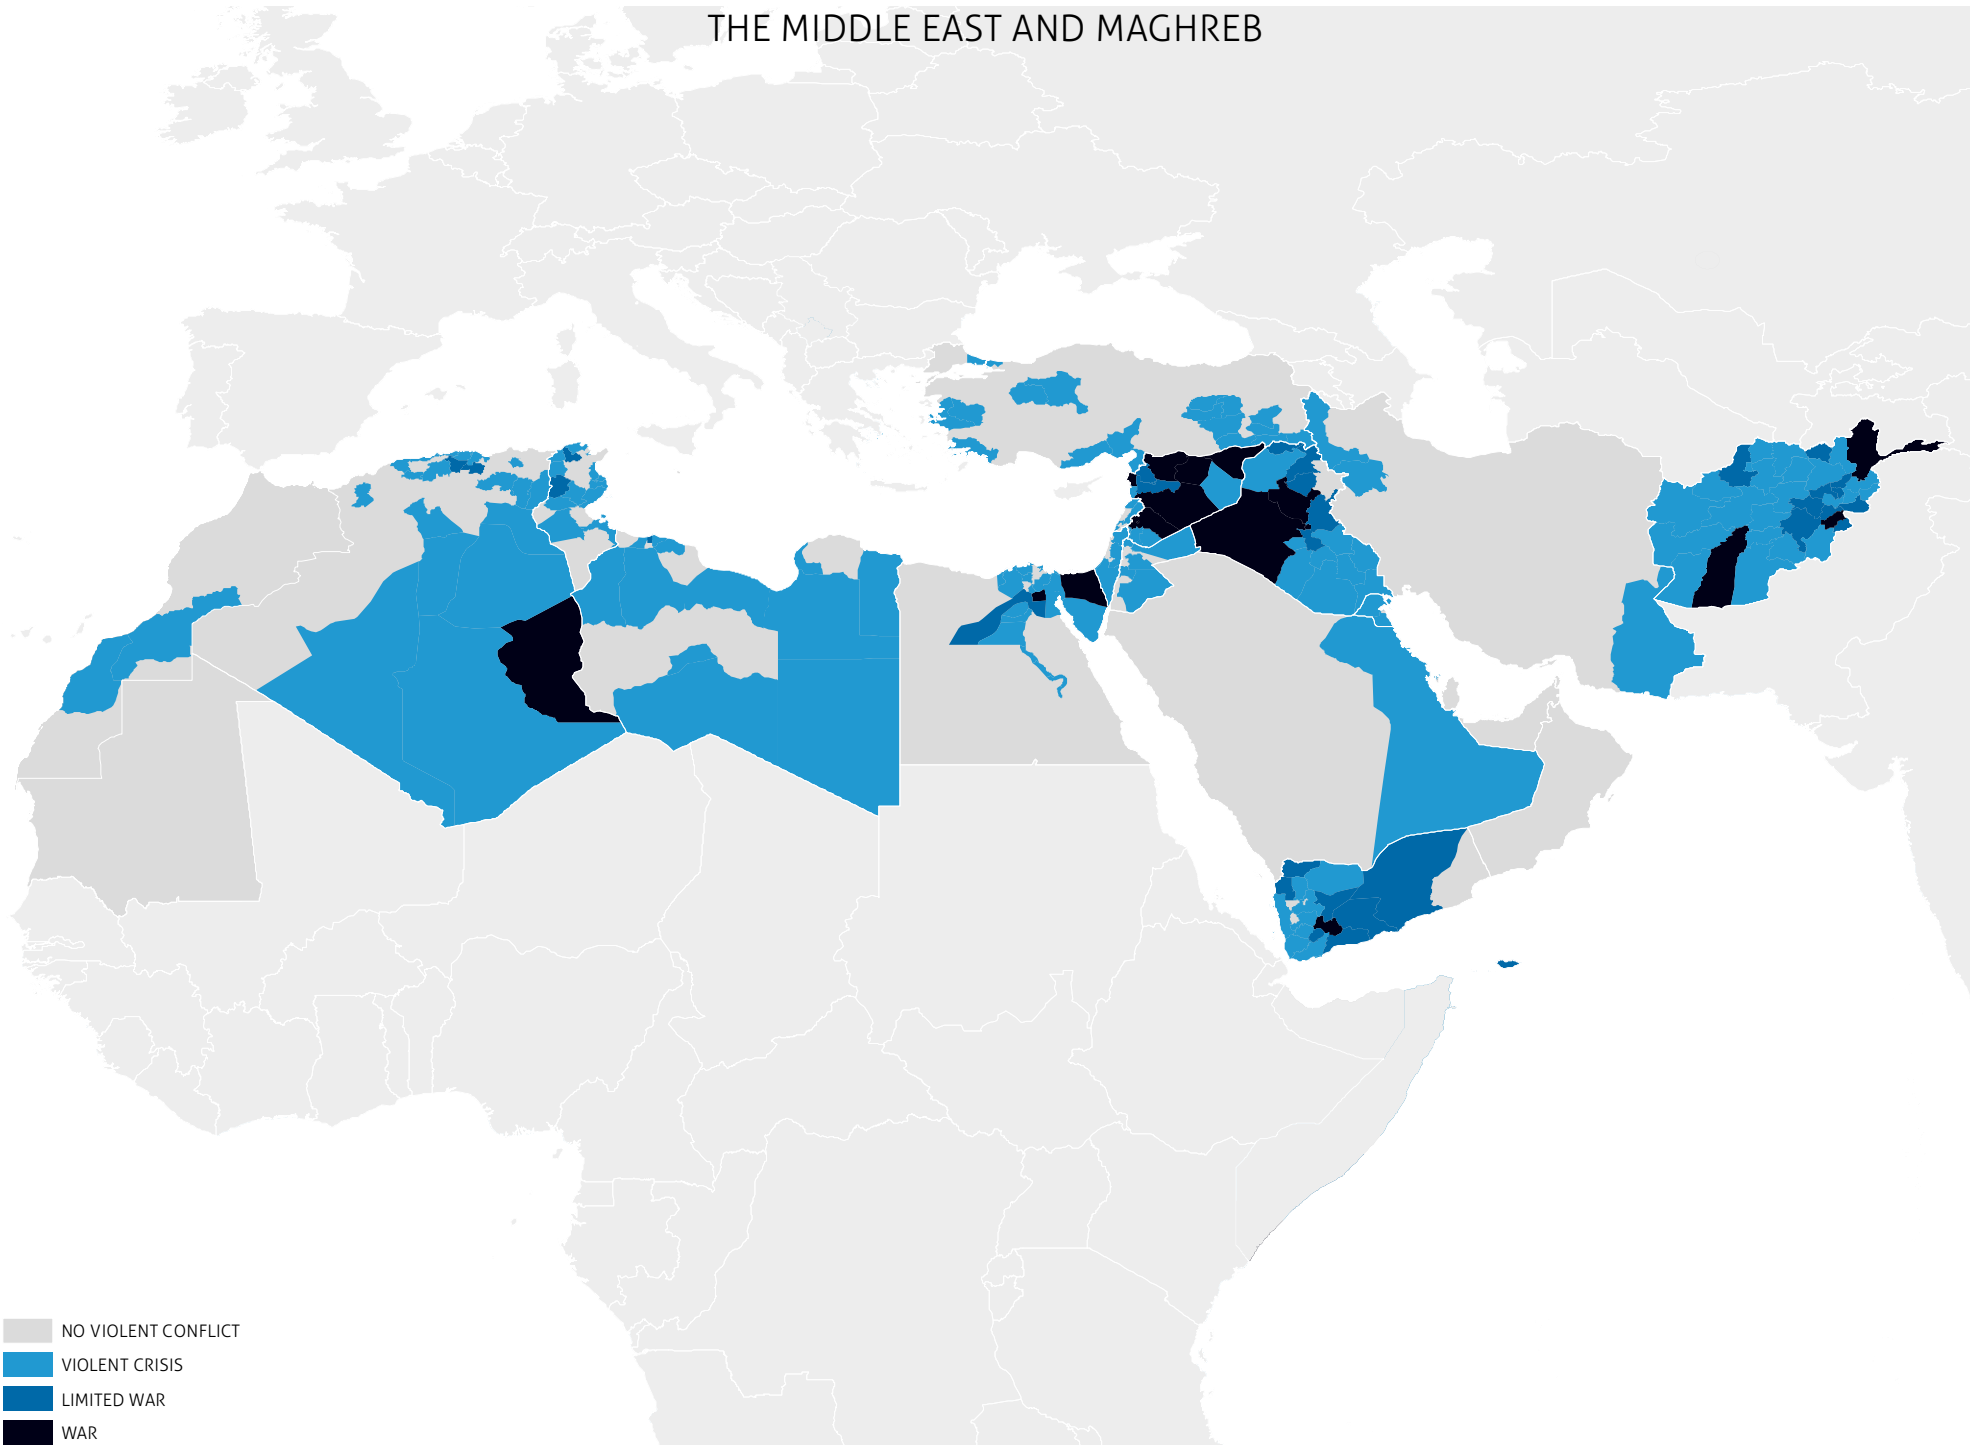 THE MIDDLE EAST AND MAGHREB
NO VIOLENT CONFLICT
VIOLENT CRISIS
LIMITED WAR
WAR